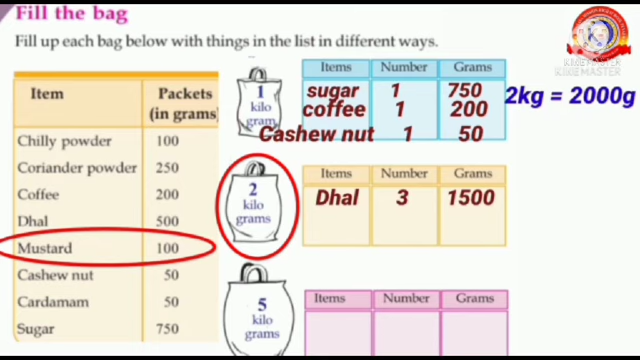 Fill the bag
Fill up each bag below with things in the list in different ways.
KINEMASTER
KINEMASTER
Item Packets (in grams)
Chilly powder 100
Coriander powder 250
Coffee 200
Dhal 500
Mustard 100
Cashew nut 50
Cardamam 50
Sugar 750
1 kilo gram
Items Number Grams
sugar 1 750
coffee 1 200
Cashew nut 1 50
2kg = 2000g
2
kilo
grams
Items Number Grams
Dhal 3 1500
5
kilo
grams
Items Number Grams